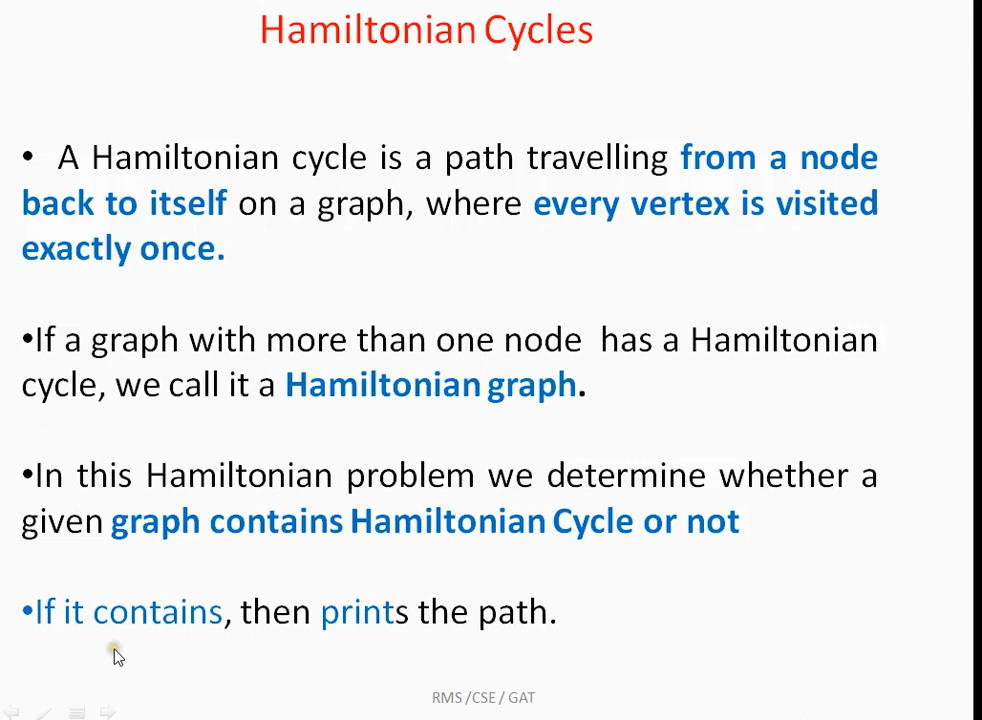 Hamiltonian Cycles
• A Hamiltonian cycle is a path travelling from a node
back to itself on a graph, where every vertex is visited
exactly once.
•If a graph with more than one node has a Hamiltonian
cycle, we call it a Hamiltonian graph.
•In this Hamiltonian problem we determine whether a
given graph contains Hamiltonian Cycle or not
•If it contains, then prints the path.
RMS /CSE / GAT